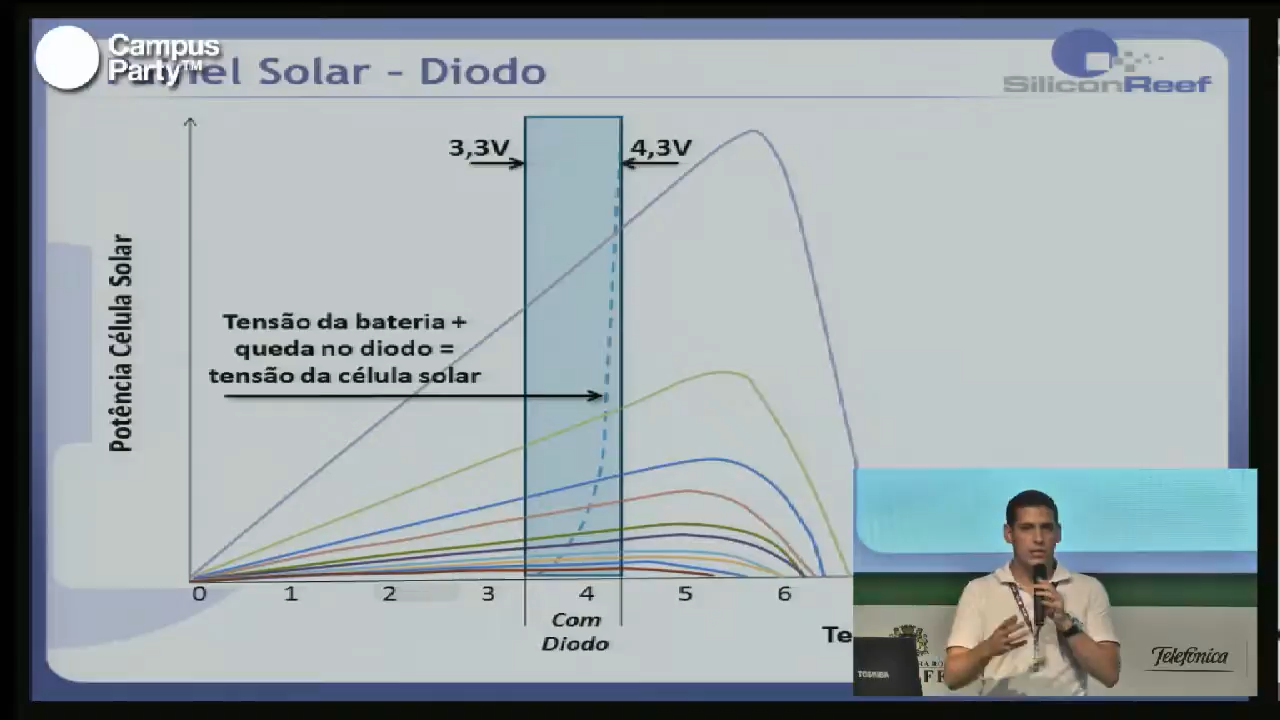 Campus
Party™
Painel Solar - Diodo
SiliconReef
3,3V
4,3V
Potência Célula Solar
Tensão da bateria +
queda no diodo =
tensão da célula solar
0 1 2 3 4 5 6
Com
Diodo
Te
TOSHIBA
Telefónica